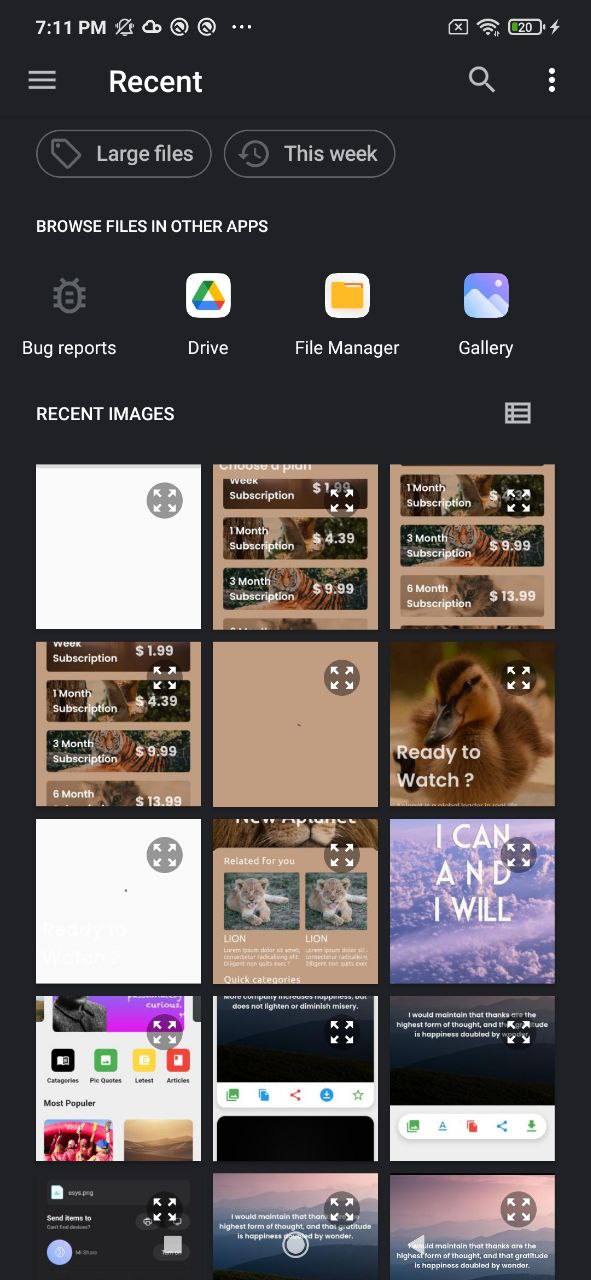 7:11 PM
20
Recent
Large files
This week
BROWSE FILES IN OTHER APPS
Bug reports
Drive
File Manager
Gallery
RECENT IMAGES
Choose a plan
Week
Subscription
$ 1.99
1 Month
Subscription
$ 4.39
3 Month
Subscription
$ 9.99
1 Month
Subscription
3 Month
Subscription
$ 9.99
6 Month
Subscription
$ 13.99
Week
Subscription
$ 1.99
1 Month
Subscription
$ 4.39
3 Month
Subscription
$ 9.99
6 Month
Subscription
$ 13.99
Ready to
Watch ?
Ready to
Watch ?
New Aplanet
Related for you
LION
LION
Quick categories
I CAN
AND
I WILL
curious.
Catagories
Pic Quotes
Letest
Articles
Most Populer
More company increases happiness, but
does not lighten or diminish misery.
I would maintain that thanks are the
highest form of thought, and that gratitude
is happiness doubled by wonder.
esys.png
Send items to
Can't find devices?
Mi Share
Turn on
I would maintain that thanks are the
highest form of thought, and that gratitude
is happiness doubled by wonder.
I would maintain that thanks are the
highest form of thought, and that gratitude
is happiness doubled by wonder.